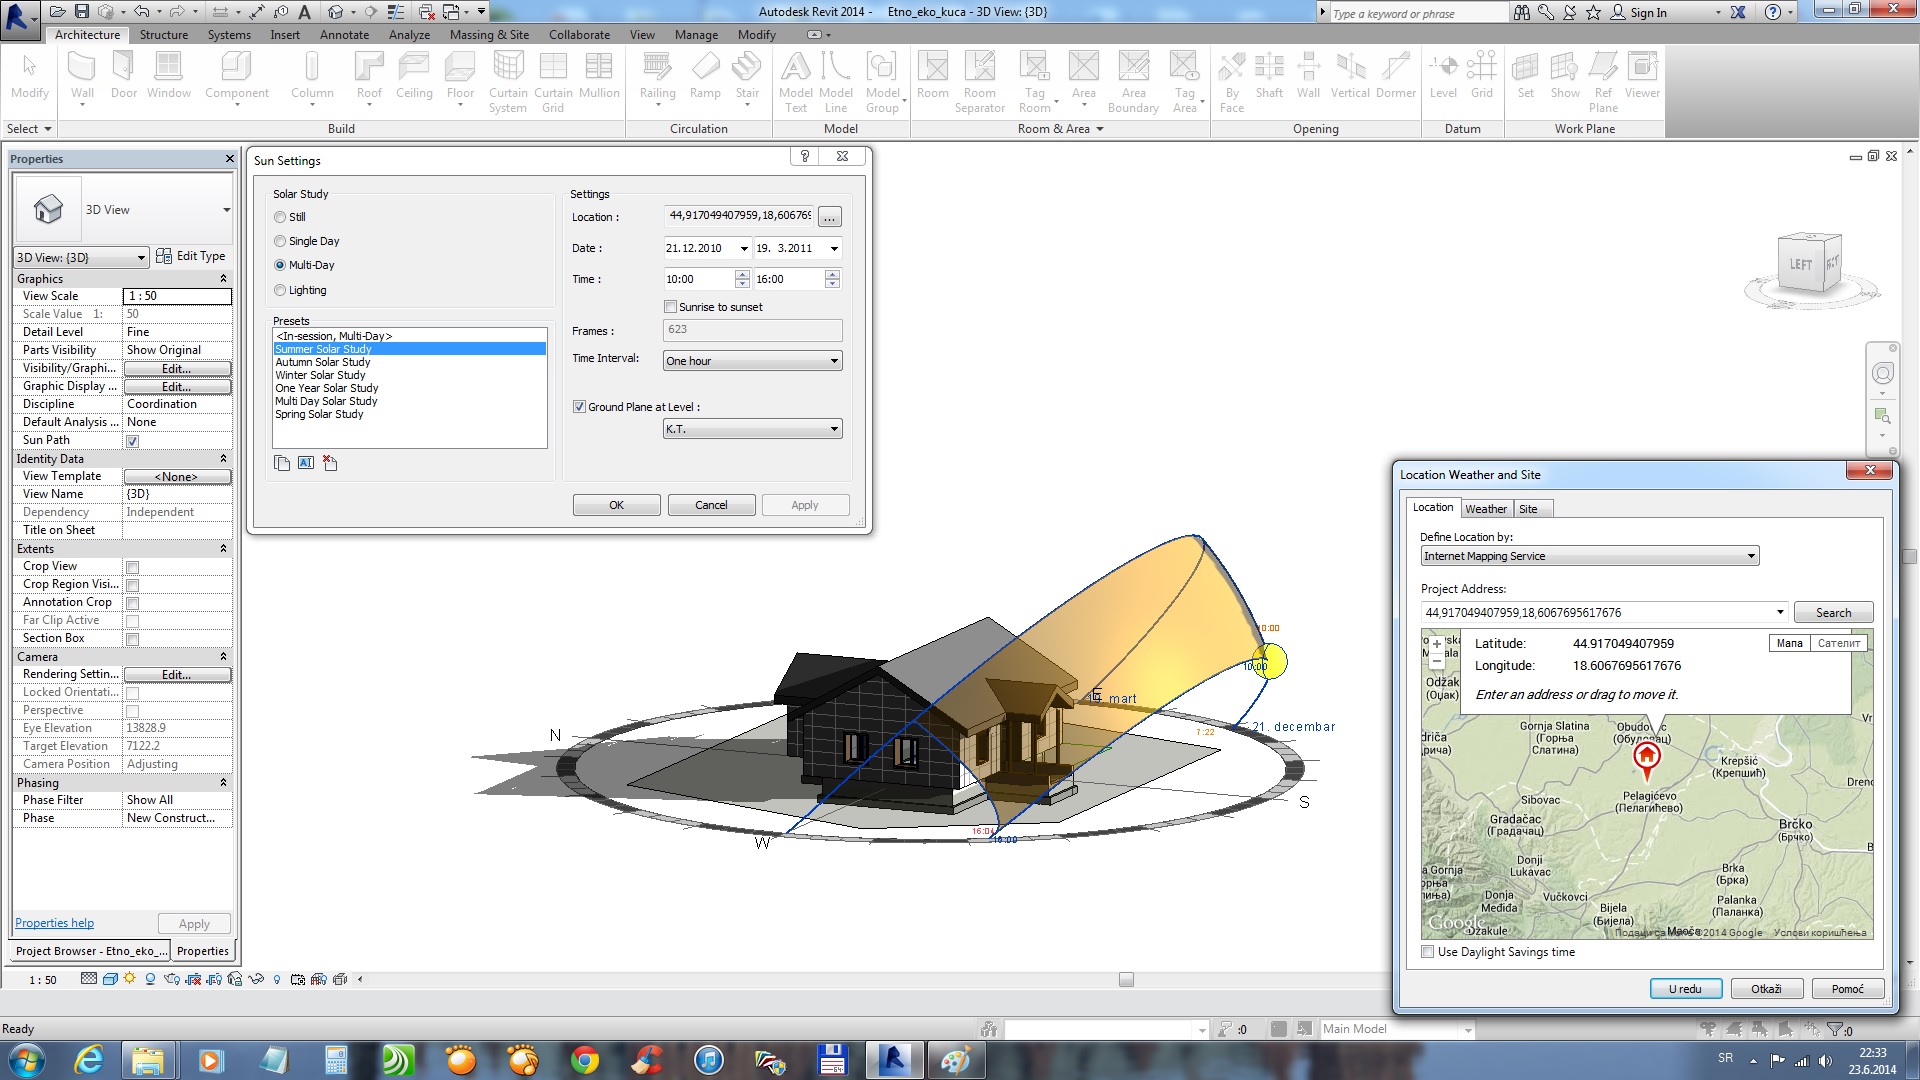 Autodesk Revit 2014 - Etno_eko_kuca - 3D View: {3D}
Type a keyword or phrase
Sign In
Architecture Structure Systems Insert Annotate Analyze Massing & Site Collaborate View Manage Modify
Modify Wall Door Window Component Column Roof Ceiling Floor Curtain System Curtain Grid Mullion Railing Ramp Stair Model Text Model Line Model Group Room Room Separator Tag Room Area Area Boundary Tag Area By Face Shaft Wall Vertical Dormer Level Grid Set Show Ref Plane Viewer
Select Build Circulation Model Room & Area Opening Datum Work Plane
Properties
3D View
3D View: {3D} Edit Type
Graphics
View Scale 1 : 50
Scale Value 1: 50
Detail Level Fine
Parts Visibility Show Original
Visibility/Graphi... Edit...
Graphic Display ... Edit...
Discipline Coordination
Default Analysis ... None
Sun Path
Identity Data
View Template <None>
View Name {3D}
Dependency Independent
Title on Sheet
Extents
Crop View
Crop Region Visi...
Annotation Crop
Far Clip Active
Section Box
Camera
Rendering Settin... Edit...
Locked Orientati...
Perspective
Eye Elevation 13828.9
Target Elevation 7122.2
Camera Position Adjusting
Phasing
Phase Filter Show All
Phase New Construct...
Properties help Apply
Project Browser - Etno_eko_... Properties
Sun Settings
Solar Study
Still
Single Day
Multi-Day
Lighting
Presets
<In-session, Multi-Day>
Summer Solar Study
Autumn Solar Study
Winter Solar Study
One Year Solar Study
Multi Day Solar Study
Spring Solar Study
Settings
Location : 44,917049407959,18,606769 ...
Date : 21.12.2010 19. 3.2011
Time : 10:00 16:00
Sunrise to sunset
Frames : 623
Time Interval: One hour
Ground Plane at Level :
K.T.
OK Cancel Apply
LEFT
10:00
10:00
E
mart
21. decembar
7:22
N
S
W
16:04
16:00
Location Weather and Site
Location Weather Site
Define Location by:
Internet Mapping Service
Project Address:
44,917049407959,18,6067695617676 Search
Latitude: 44.917049407959
Longitude: 18.6067695617676
Enter an address or drag to move it.
Мапа Сателит
Odžak
(Оџак)
Gornja Slatina
(Горња
Слатина)
Krepšić
(Крепшић)
Sibovac
Pelagićevo
(Пелагићево)
Gradačac
(Градачац)
Brčko
(Брчко)
Donji
Lukavac
Brka
(Брка)
Donja
Međiđa
Vučkovci
Palanka
(Паланка)
Bijela
(Бијела)
Google
©2014 Google Услови коришћења
Use Daylight Savings time
U redu Otkaži Pomoć
1 : 50
Ready
:0
Main Model
:0
SR
22:33
23.6.2014